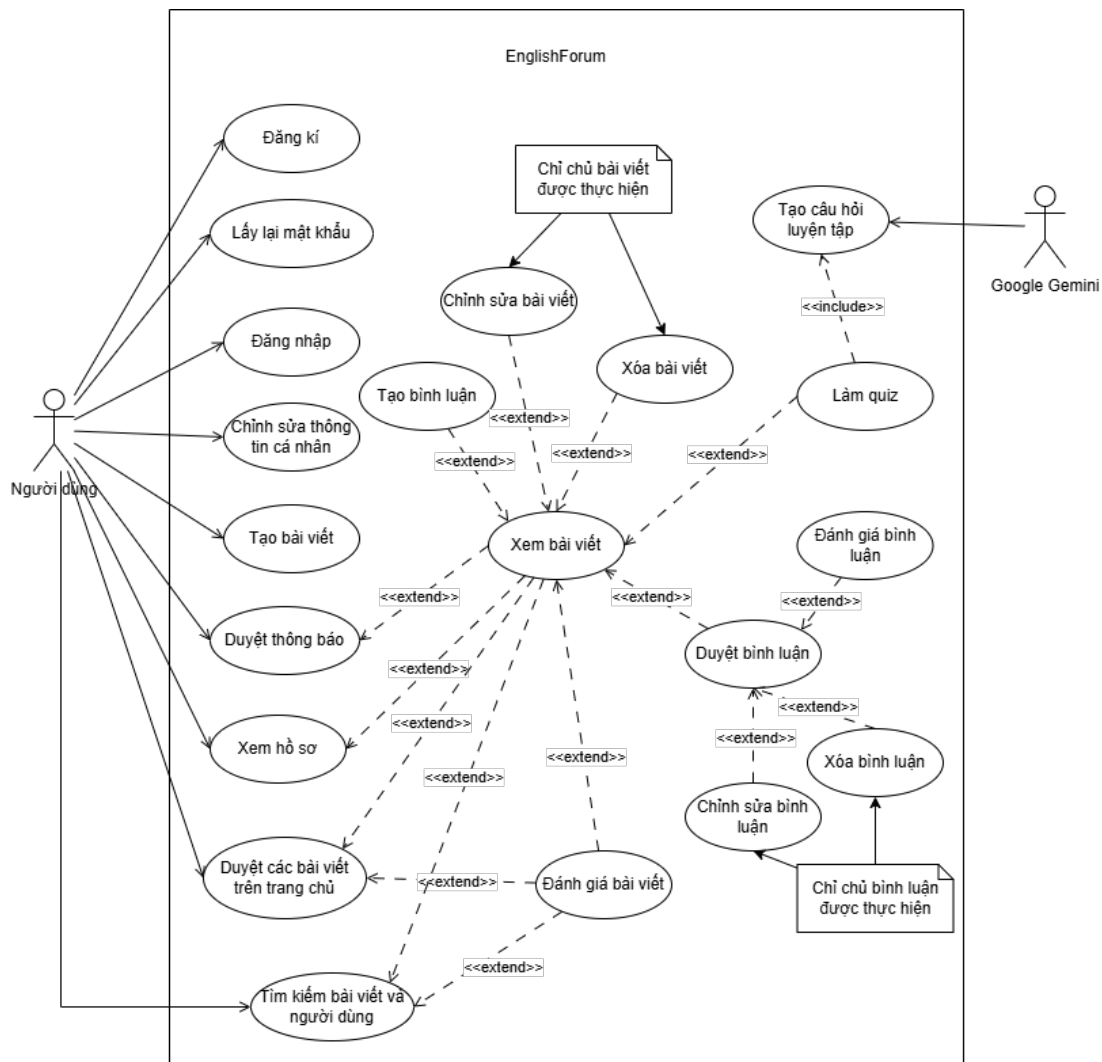 EnglishForum
Đăng kí
Chỉ chủ bài viết
được thực hiện
Lấy lại mật khẩu
Tạo câu hỏi
luyện tập
Google Gemini
Chỉnh sửa bài viết
<<include>>
Đăng nhập
Xóa bài viết
Tạo bình luận
Làm quiz
<<extend>>
Chỉnh sửa thông
tin cá nhân
<<extend>>
<<extend>>
<<extend>>
Người dùng
Tạo bài viết
Xem bài viết
Đánh giá bình
luận
<<extend>>
<<extend>>
<<extend>>
Duyệt thông báo
Duyệt bình luận
<<extend>>
<<extend>>
<<extend>>
<<extend>>
Xem hồ sơ
<<extend>>
<<extend>>
Xóa bình luận
Chỉnh sửa bình
luận
Duyệt các bài viết
trên trang chủ
<<extend>>
Đánh giá bài viết
Chỉ chủ bình luận
được thực hiện
<<extend>>
Tìm kiếm bài viết và
người dùng